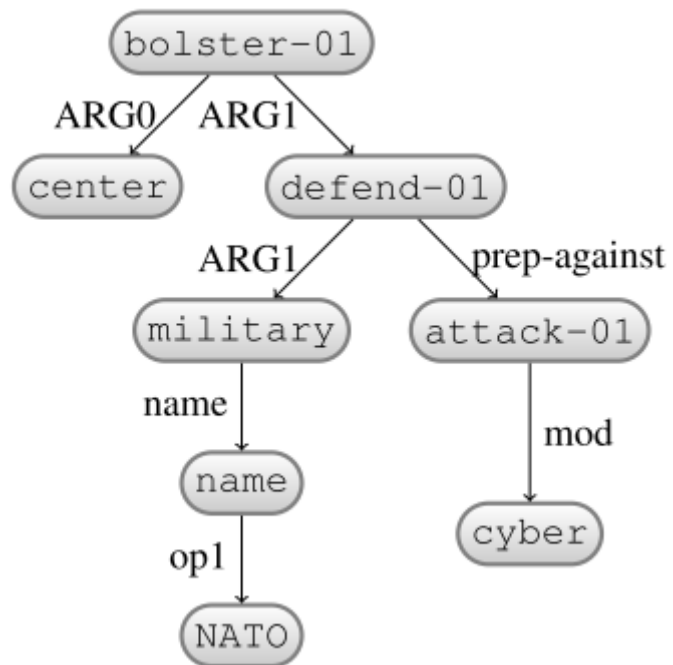 bolster-01
ARG0 ARG1
center defend-01
ARG1 prep-against
military attack-01
name mod
name cyber
op1
NATO